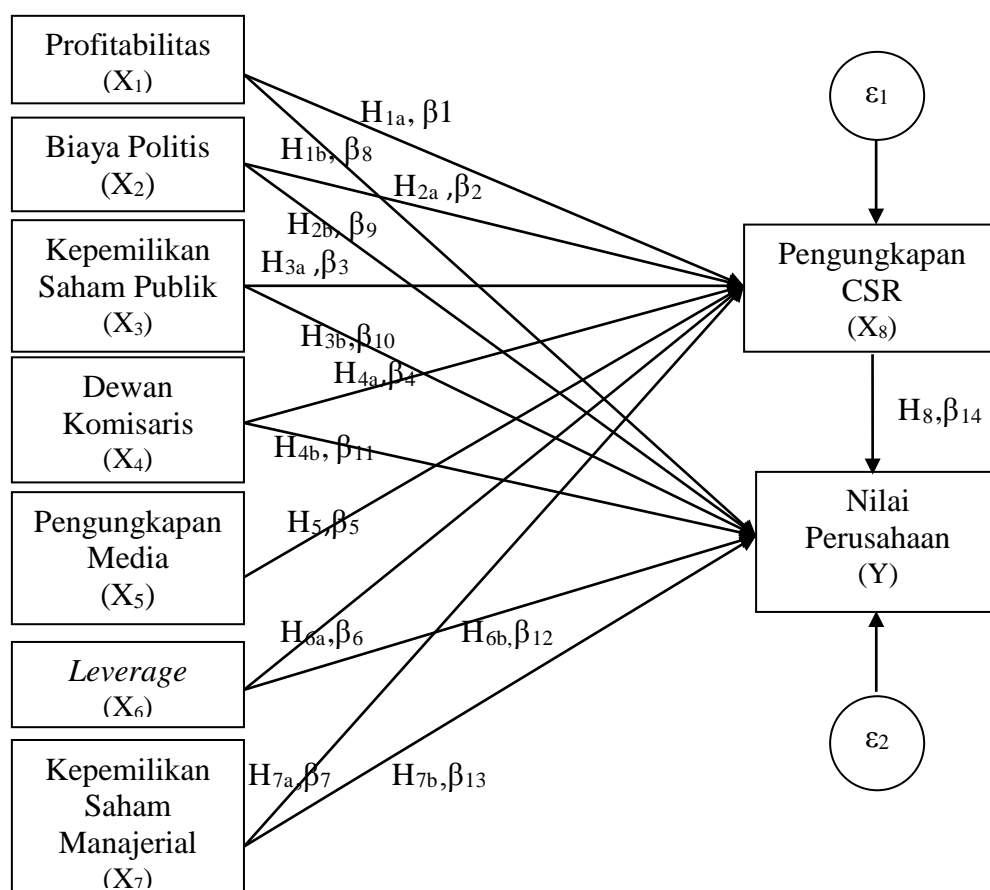 Profitabilitas
(X₁)
Biaya Politis
(X₂)
Kepemilikan
Saham Publik
(X₃)
Dewan
Komisaris
(X₄)
Pengungkapan
Media
(X₅)
Leverage
(X₆)
Kepemilikan
Saham
Manajerial
(X₇)
H₁ₐ, β1
H₁b, β₈
H₂ₐ ,β₂
H₂b, β₉
H₃ₐ ,β₃
H₃b,β₁₀
H₄ₐ,β₄
H₄b, β₁₁
H₅,β₅
H₆ₐ,β₆
H₆b,β₁₂
H₇ₐ,β₇
H₇b,β₁₃
ε₁
Pengungkapan
CSR
(X₈)
H₈,β₁₄
Nilai
Perusahaan
(Y)
ε₂